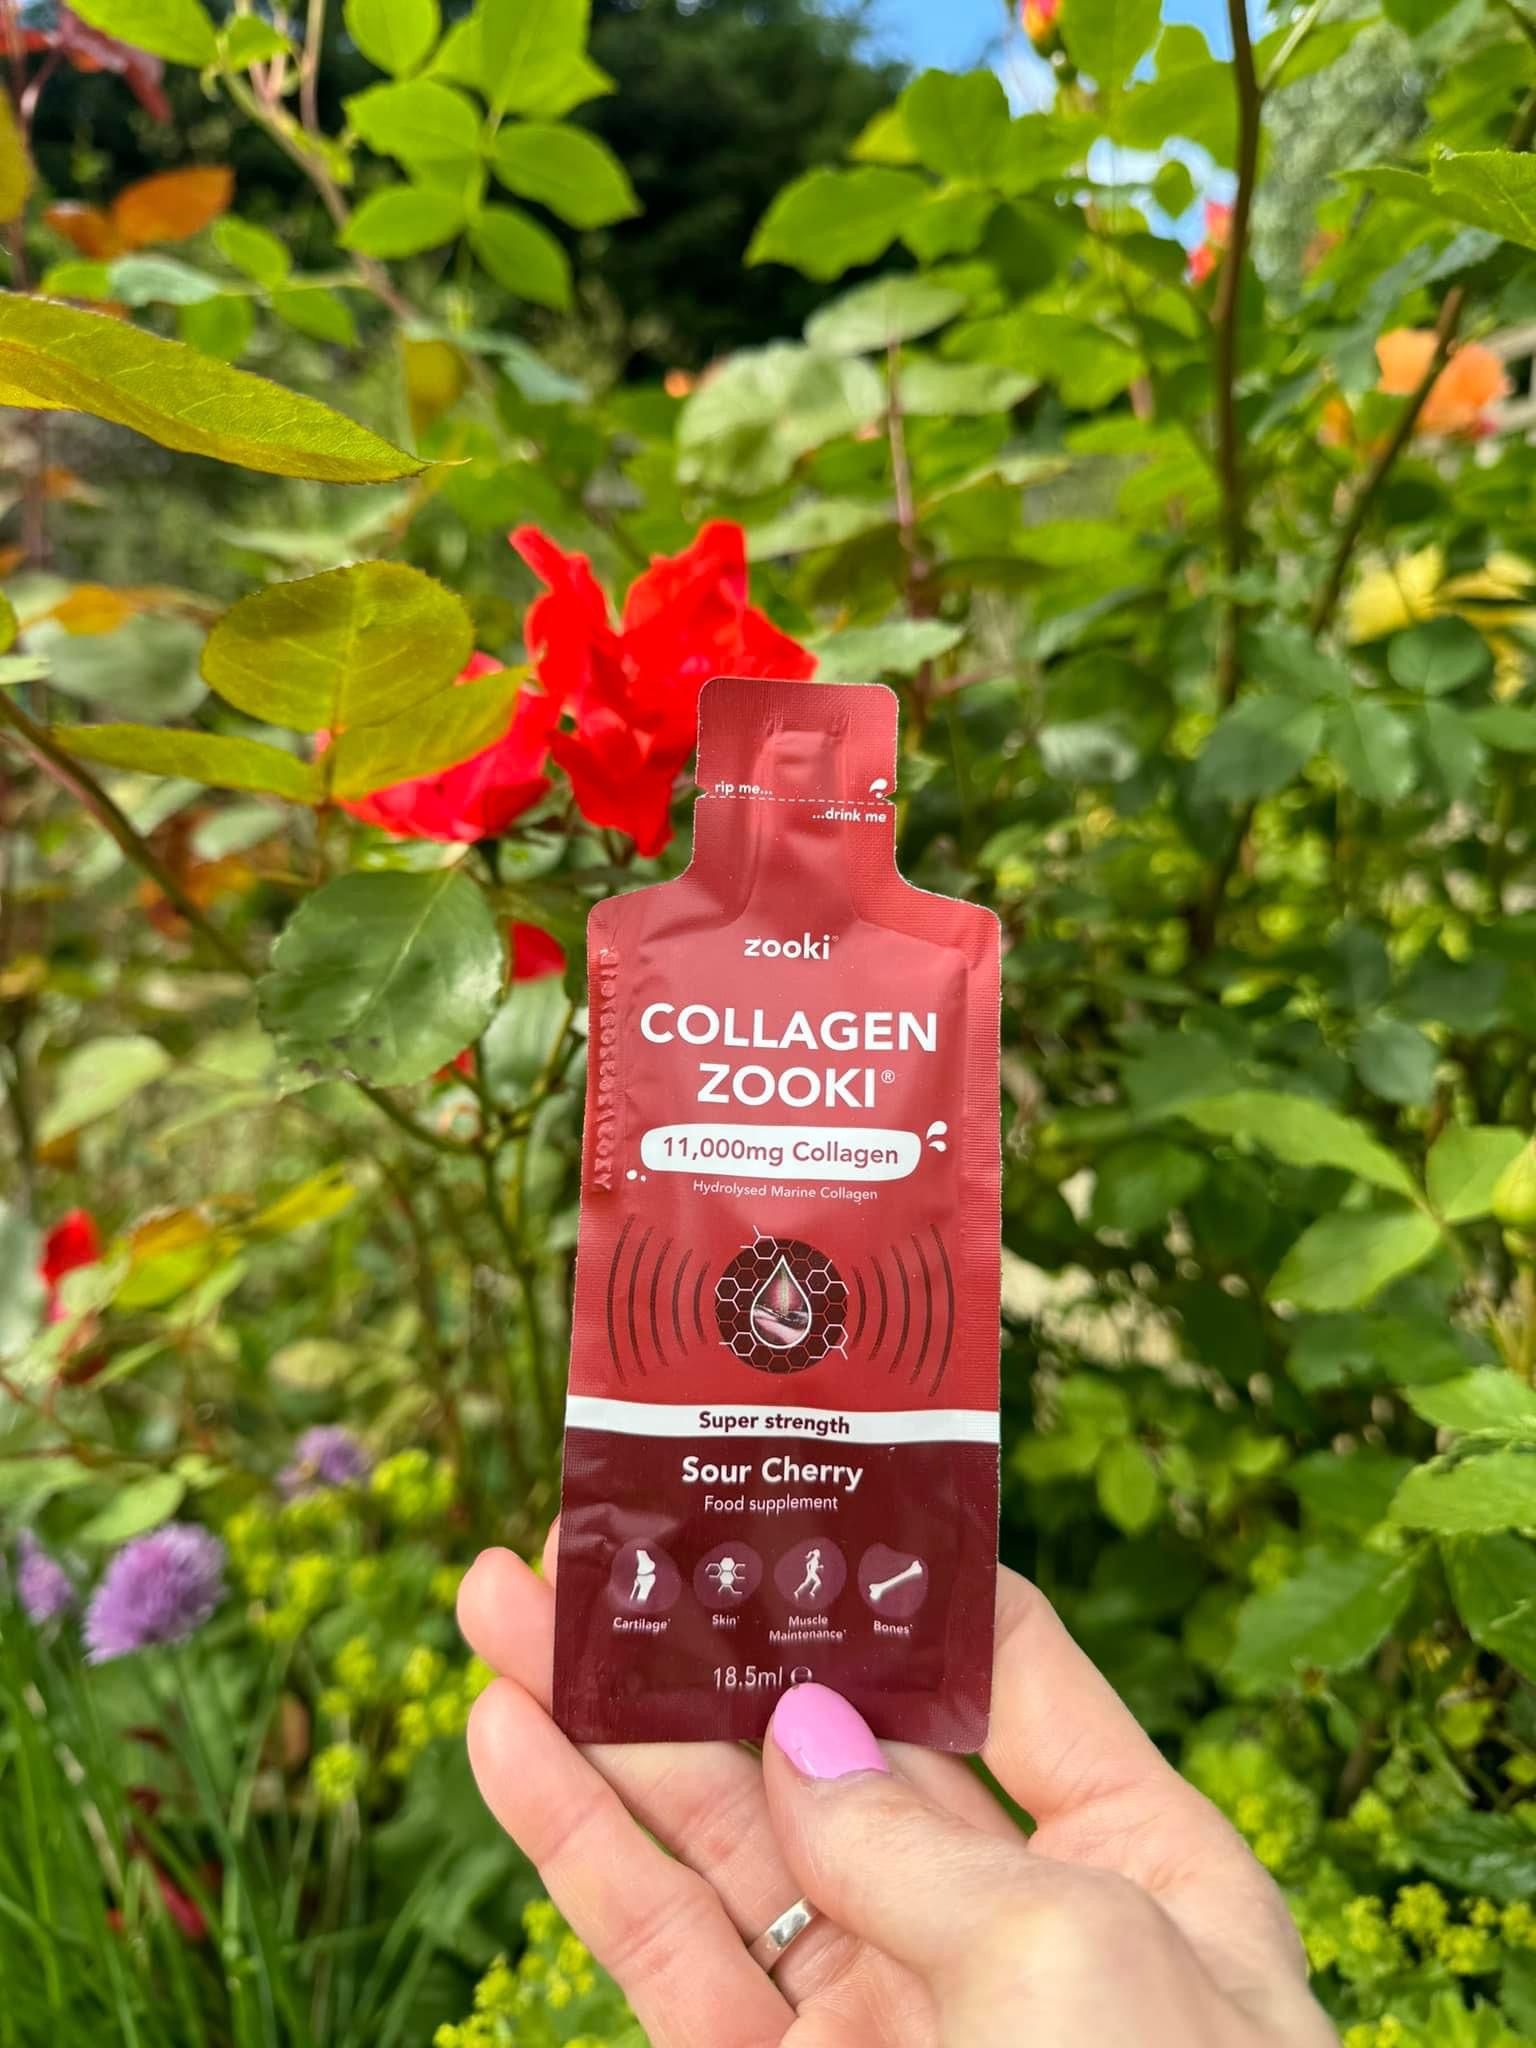 rip me...
...drink me
zooki®
COLLAGEN
ZOOKI®
11,000mg Collagen
Hydrolysed Marine Collagen
Super strength
Sour Cherry
Food supplement
Cartilage*
Skin*
Muscle
Maintenance*
Bones*
18.5ml ℮